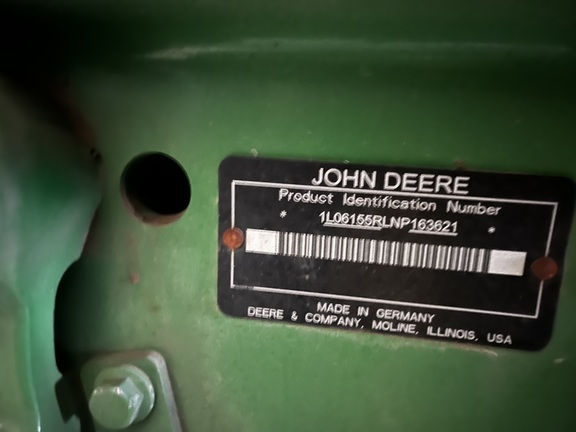 JOHN DEERE
Product Identification Number
* 1L06155RLNP163621 *
MADE IN GERMANY
DEERE & COMPANY, MOLINE, ILLINOIS, USA